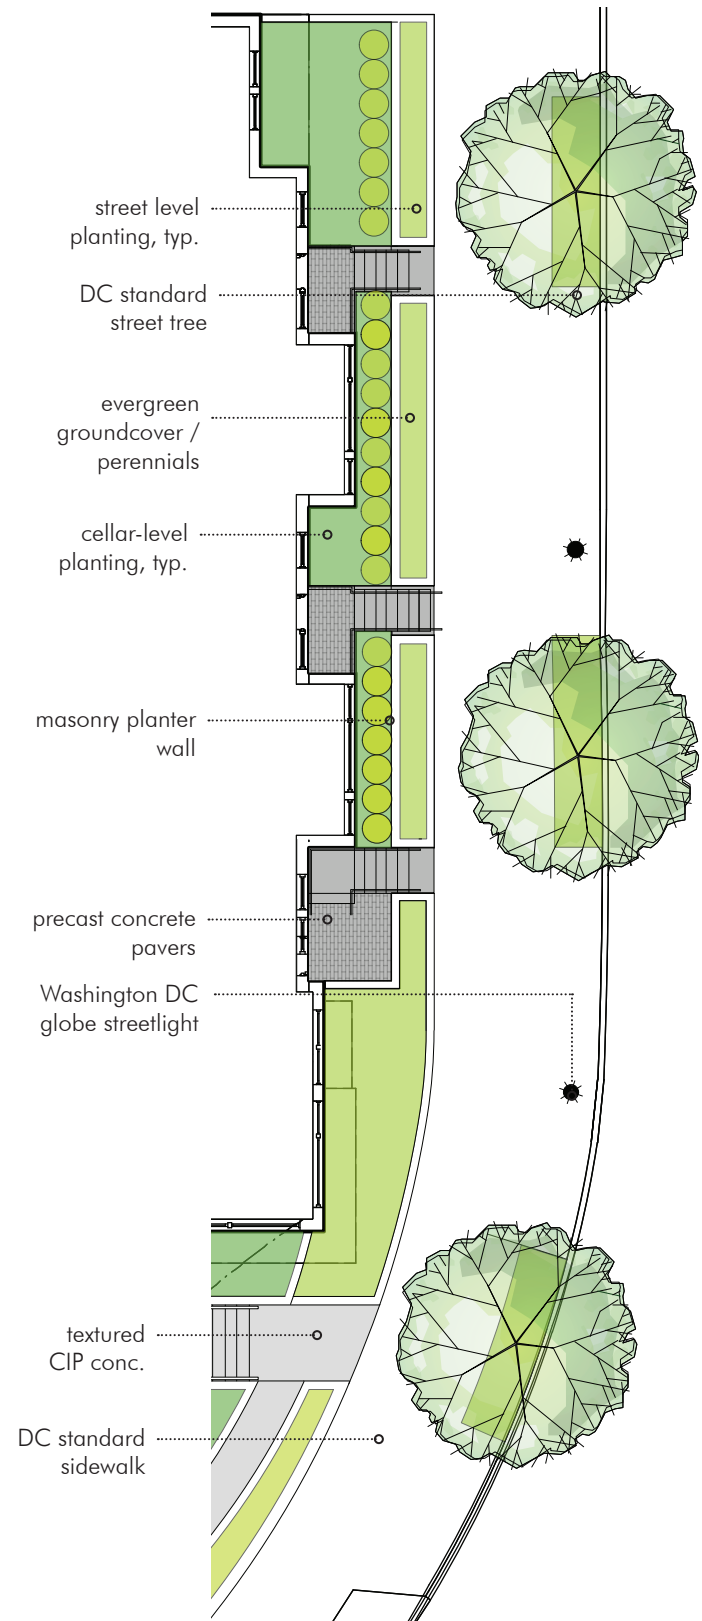 street level
planting, typ.
DC standard
street tree
evergreen
groundcover /
perennials
cellar-level
planting, typ.
masonry planter
wall
precast concrete
pavers
Washington DC
globe streetlight
textured
CIP conc.
DC standard
sidewalk